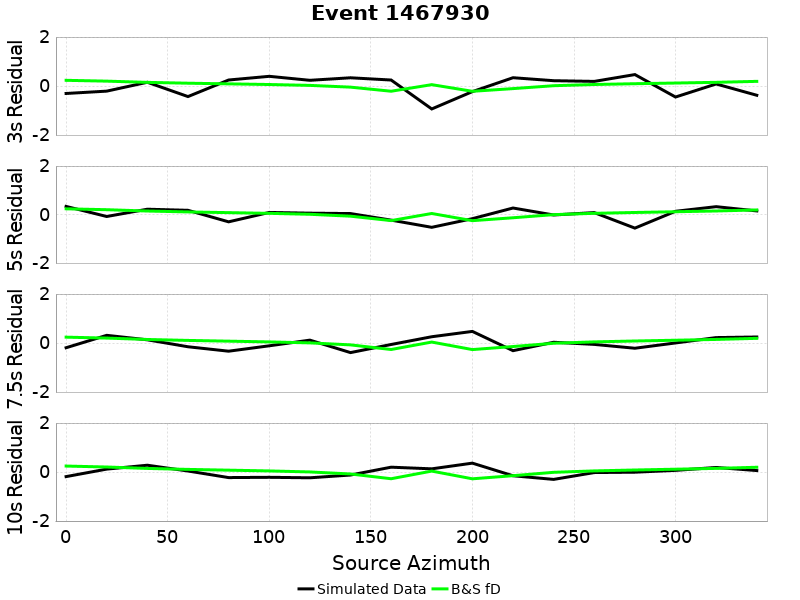 Event 1467930
3s Residual
2
0
-2
5s Residual
2
0
-2
7.5s Residual
2
0
-2
10s Residual
2
0
-2
0 50 100 150 200 250 300
Source Azimuth
Simulated Data B&S fD